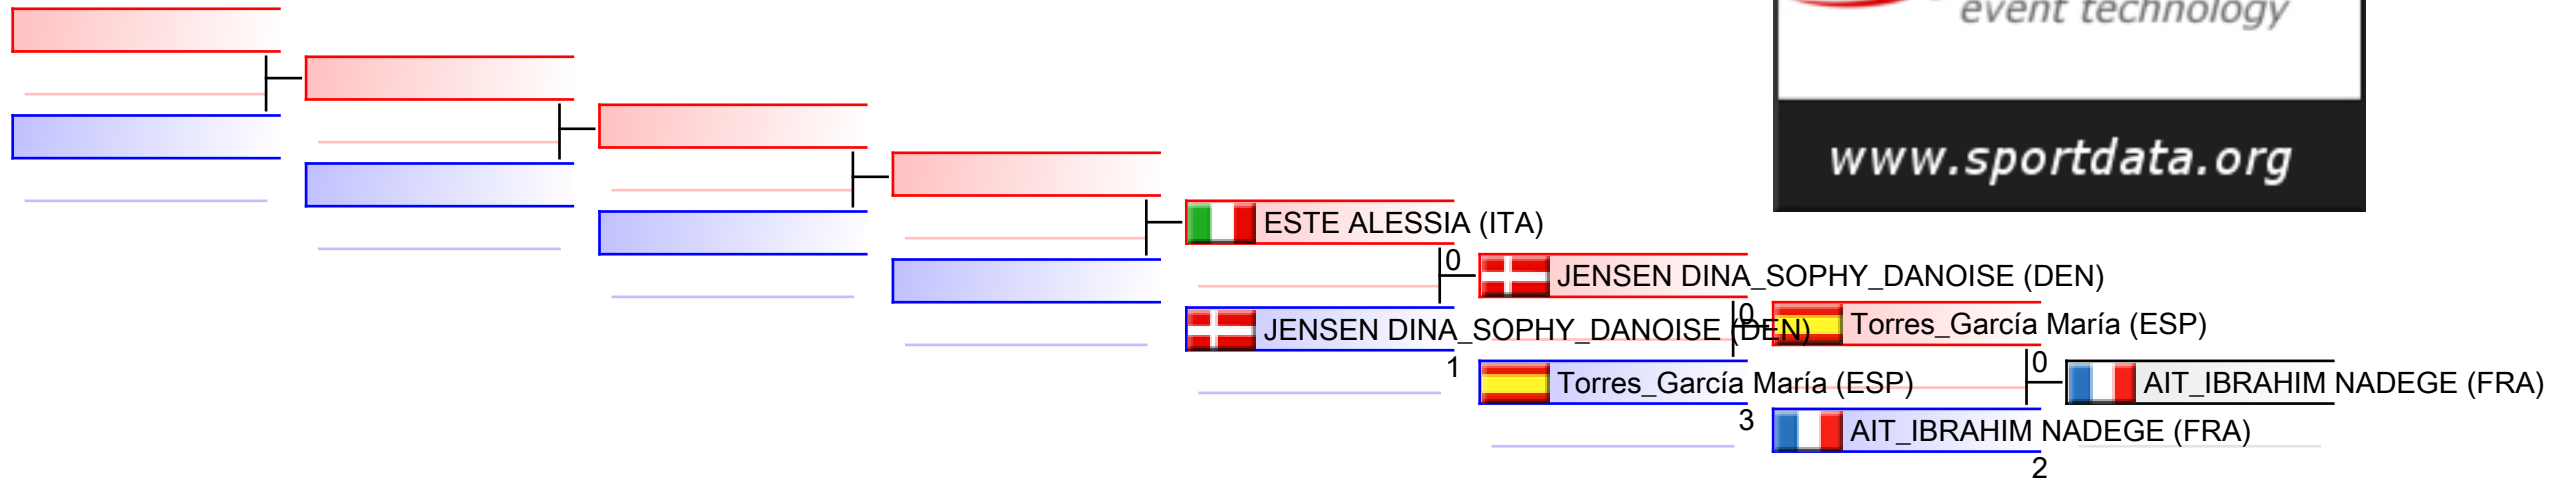 event technology
www.sportdata.org
ESTE ALESSIA (ITA)
0
JENSEN DINA_SOPHY_DANOISE (DEN)
JENSEN DINA_SOPHY_DANOISE (DEN)
1
0
Torres_García María (ESP)
Torres_García María (ESP)
3
0
AIT_IBRAHIM NADEGE (FRA)
AIT_IBRAHIM NADEGE (FRA)
2